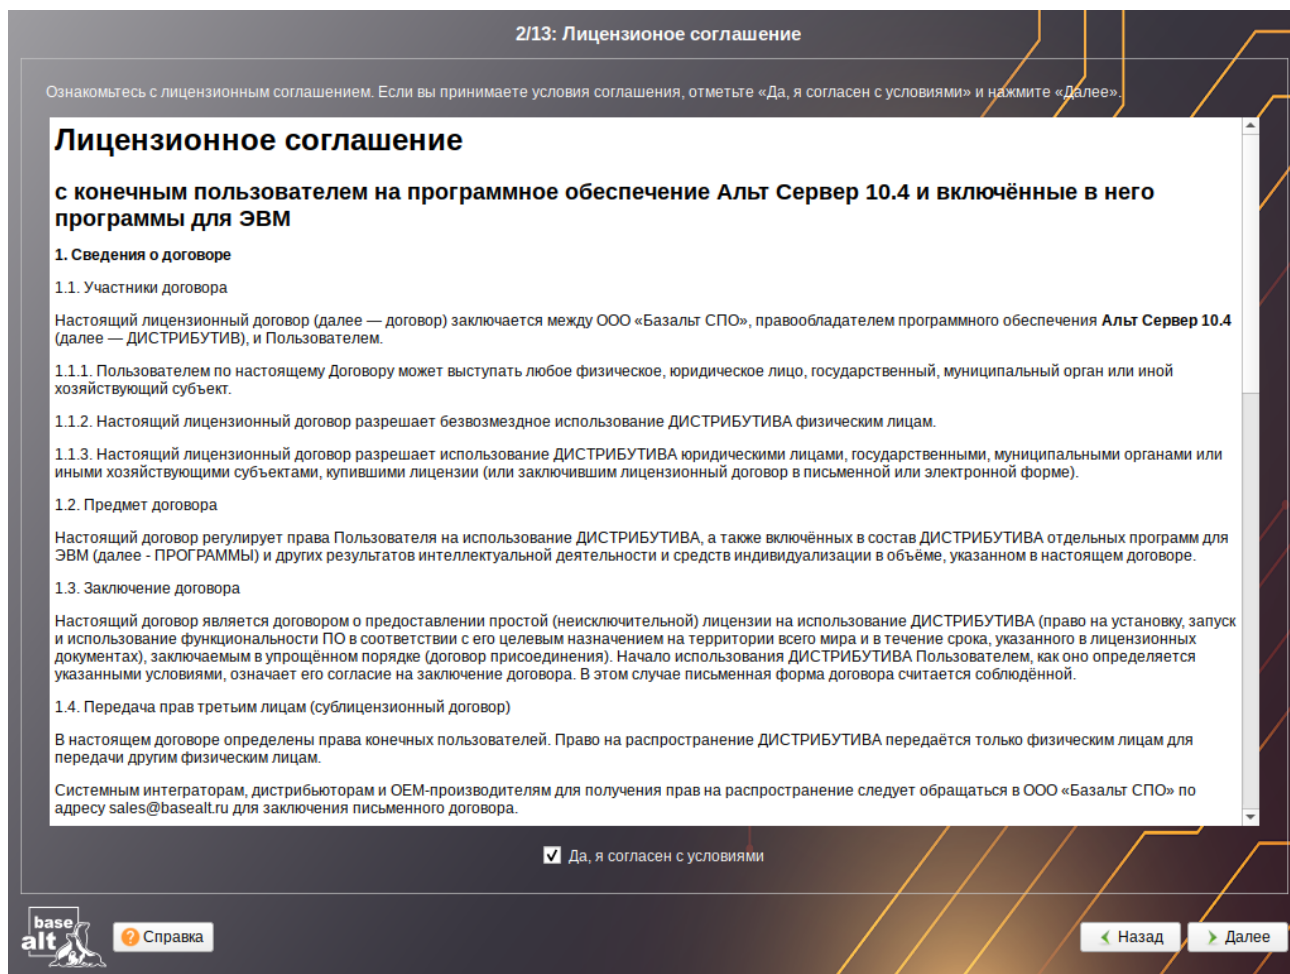 2/13: Лицензионое соглашение
Ознакомьтесь с лицензионным соглашением. Если вы принимаете условия соглашения, отметьте «Да, я согласен с условиями» и нажмите «Далее».
Лицензионное соглашение
с конечным пользователем на программное обеспечение Альт Сервер 10.4 и включённые в него
программы для ЭВМ
1. Сведения о договоре
1.1. Участники договора
Настоящий лицензионный договор (далее — договор) заключается между ООО «Базальт СПО», правообладателем программного обеспечения Альт Сервер 10.4
(далее — ДИСТРИБУТИВ), и Пользователем.
1.1.1. Пользователем по настоящему Договору может выступать любое физическое, юридическое лицо, государственный, муниципальный орган или иной
хозяйствующий субъект.
1.1.2. Настоящий лицензионный договор разрешает безвозмездное использование ДИСТРИБУТИВА физическим лицам.
1.1.3. Настоящий лицензионный договор разрешает использование ДИСТРИБУТИВА юридическими лицами, государственными, муниципальными органами или
иными хозяйствующими субъектами, купившими лицензии (или заключившим лицензионный договор в письменной или электронной форме).
1.2. Предмет договора
Настоящий договор регулирует права Пользователя на использование ДИСТРИБУТИВА, а также включённых в состав ДИСТРИБУТИВА отдельных программ для
ЭВМ (далее - ПРОГРАММЫ) и других результатов интеллектуальной деятельности и средств индивидуализации в объёме, указанном в настоящем договоре.
1.3. Заключение договора
Настоящий договор является договором о предоставлении простой (неисключительной) лицензии на использование ДИСТРИБУТИВА (право на установку, запуск
и использование функциональности ПО в соответствии с его целевым назначением на территории всего мира и в течение срока, указанного в лицензионных
документах), заключаемым в упрощённом порядке (договор присоединения). Начало использования ДИСТРИБУТИВА Пользователем, как оно определяется
указанными условиями, означает его согласие на заключение договора. В этом случае письменная форма договора считается соблюдённой.
1.4. Передача прав третьим лицам (сублицензионный договор)
В настоящем договоре определены права конечных пользователей. Право на распространение ДИСТРИБУТИВА передаётся только физическим лицам для
передачи другим физическим лицам.
Системным интеграторам, дистрибьюторам и OEM-производителям для получения прав на распространение следует обращаться в ООО «Базальт СПО» по
адресу sales@basealt.ru для заключения письменного договора.
Да, я согласен с условиями
base
alt
Справка
Назад
Далее